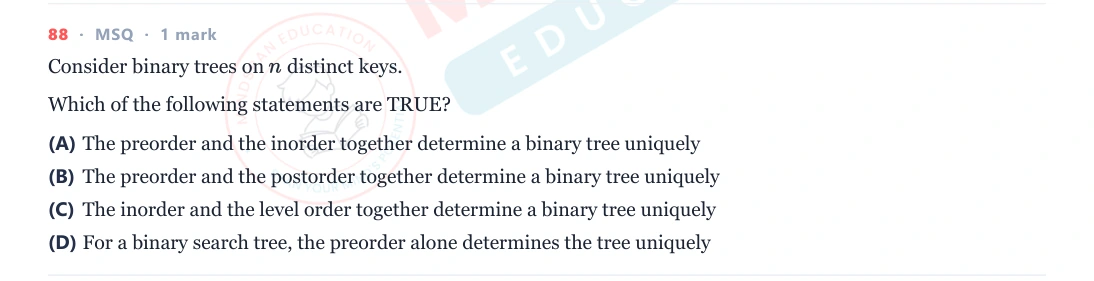 88 · MSQ · 1 mark
Consider binary trees on n distinct keys.
Which of the following statements are TRUE?
(A) The preorder and the inorder together determine a binary tree uniquely
(B) The preorder and the postorder together determine a binary tree uniquely
(C) The inorder and the level order together determine a binary tree uniquely
(D) For a binary search tree, the preorder alone determines the tree uniquely